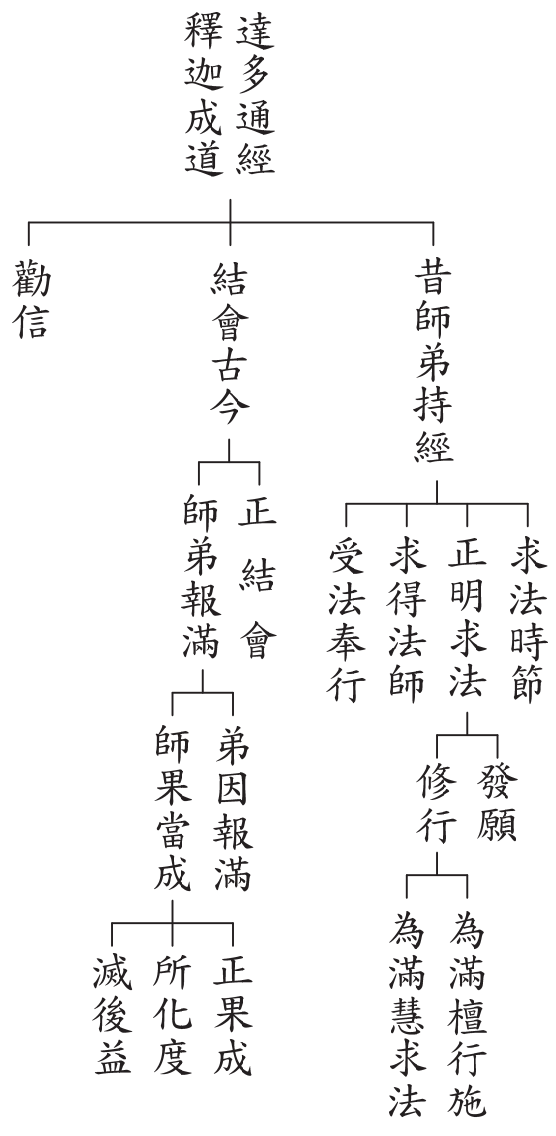 達多通經
釋迦成道
昔師弟持經
結會古今
勸信
求法時節
正明求法
求得法師
受法奉行
正結會
師弟報滿
發願
修行
弟因報滿
師果當成
為滿檀行施
為滿慧求法
正果成
所化度
滅後益